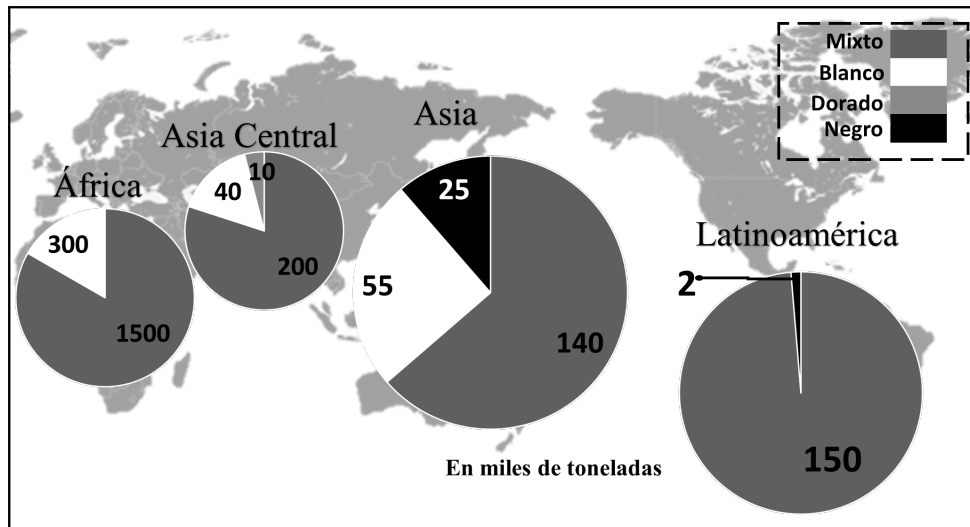 Mixto
Blanco
Dorado
Negro
Asia
Asia Central
África
Latinoamérica
10
40
200
300
1500
25
55
140
2
150
En miles de toneladas